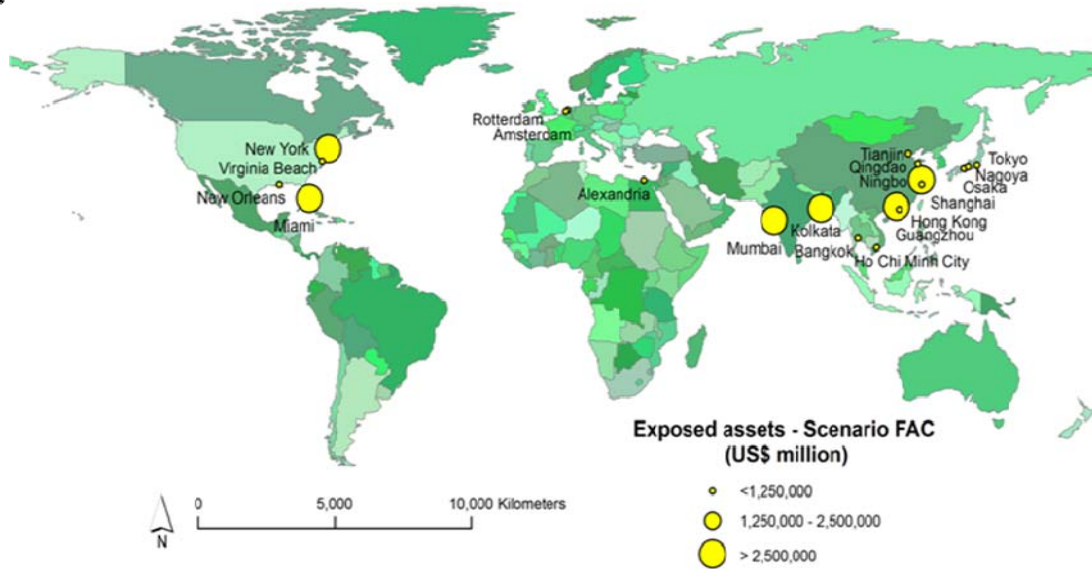 Rotterdam
Amsterdam
New York
Virginia Beach
New Orleans
Miami
Alexandria
Tianjin
Qingdao
Ningbo
Tokyo
Nagoya
Osaka
Shanghai
Hong Kong
Guangzhou
Mumbai
Kolkata
Bangkok
Ho Chi Minh City
Exposed assets - Scenario FAC
(US$ million)
<1,250,000
1,250,000 - 2,500,000
> 2,500,000
0 5,000 10,000 Kilometers
N